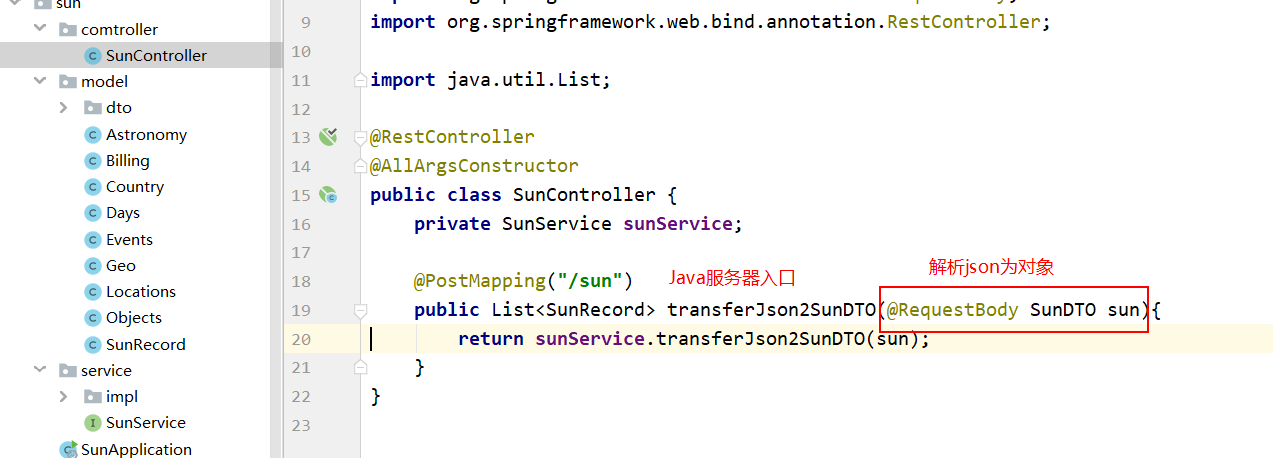 sun
comtroller
SunController
model
dto
Astronomy
Billing
Country
Days
Events
Geo
Locations
Objects
SunRecord
service
impl
SunService
SunApplication
9 import org.springframework.web.bind.annotation.RestController;
10
11 import java.util.List;
12
13 @RestController
14 @AllArgsConstructor
15 public class SunController {
16 private SunService sunService;
17
18 @PostMapping("/sun") Java服务器入口 解析json为对象
19 public List<SunRecord> transferJson2SunDTO(@RequestBody SunDTO sun){
20 return sunService.transferJson2SunDTO(sun);
21 }
22 }
23